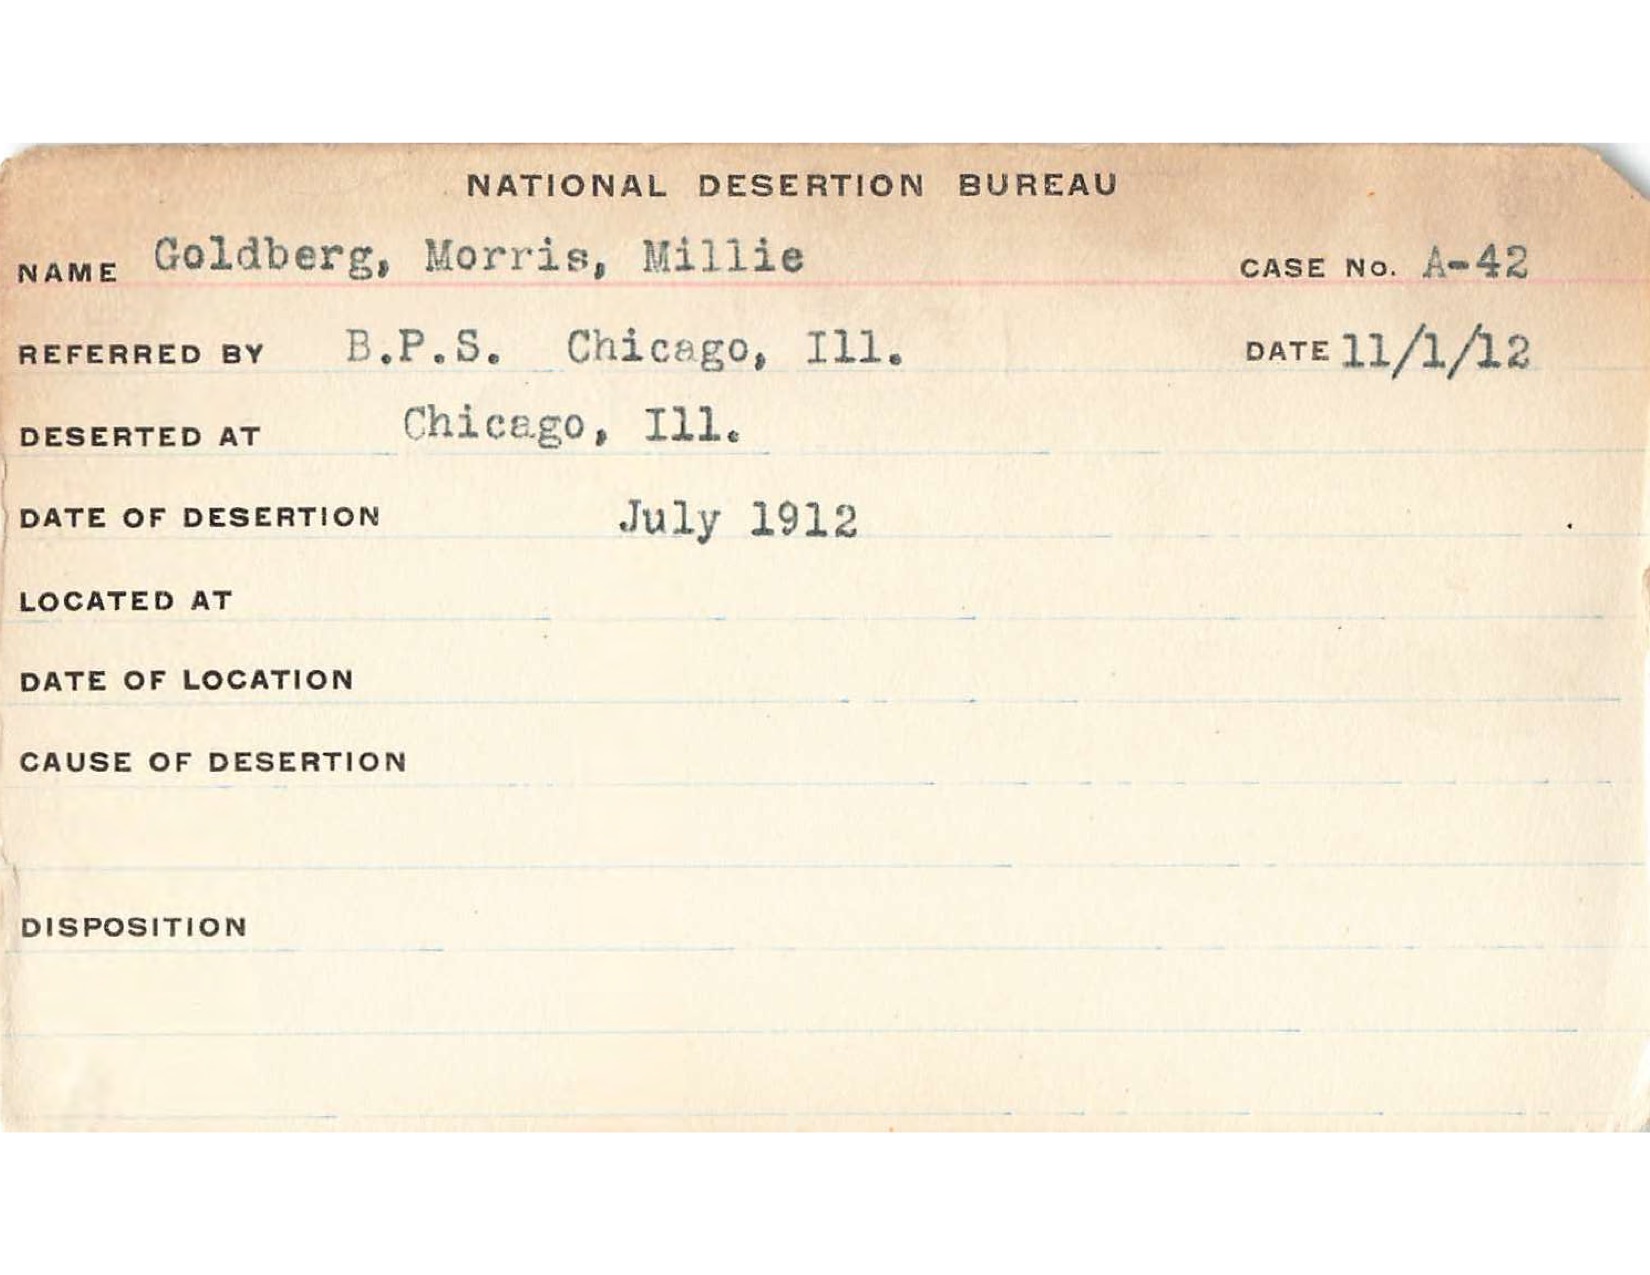 NATIONAL DESERTION BUREAU
NAME Goldberg, Morris, Millie CASE No. A-42
REFERRED BY B.P.S. Chicago, Ill. DATE 11/1/12
DESERTED AT Chicago, Ill.
DATE OF DESERTION July 1912
LOCATED AT
DATE OF LOCATION
CAUSE OF DESERTION
DISPOSITION